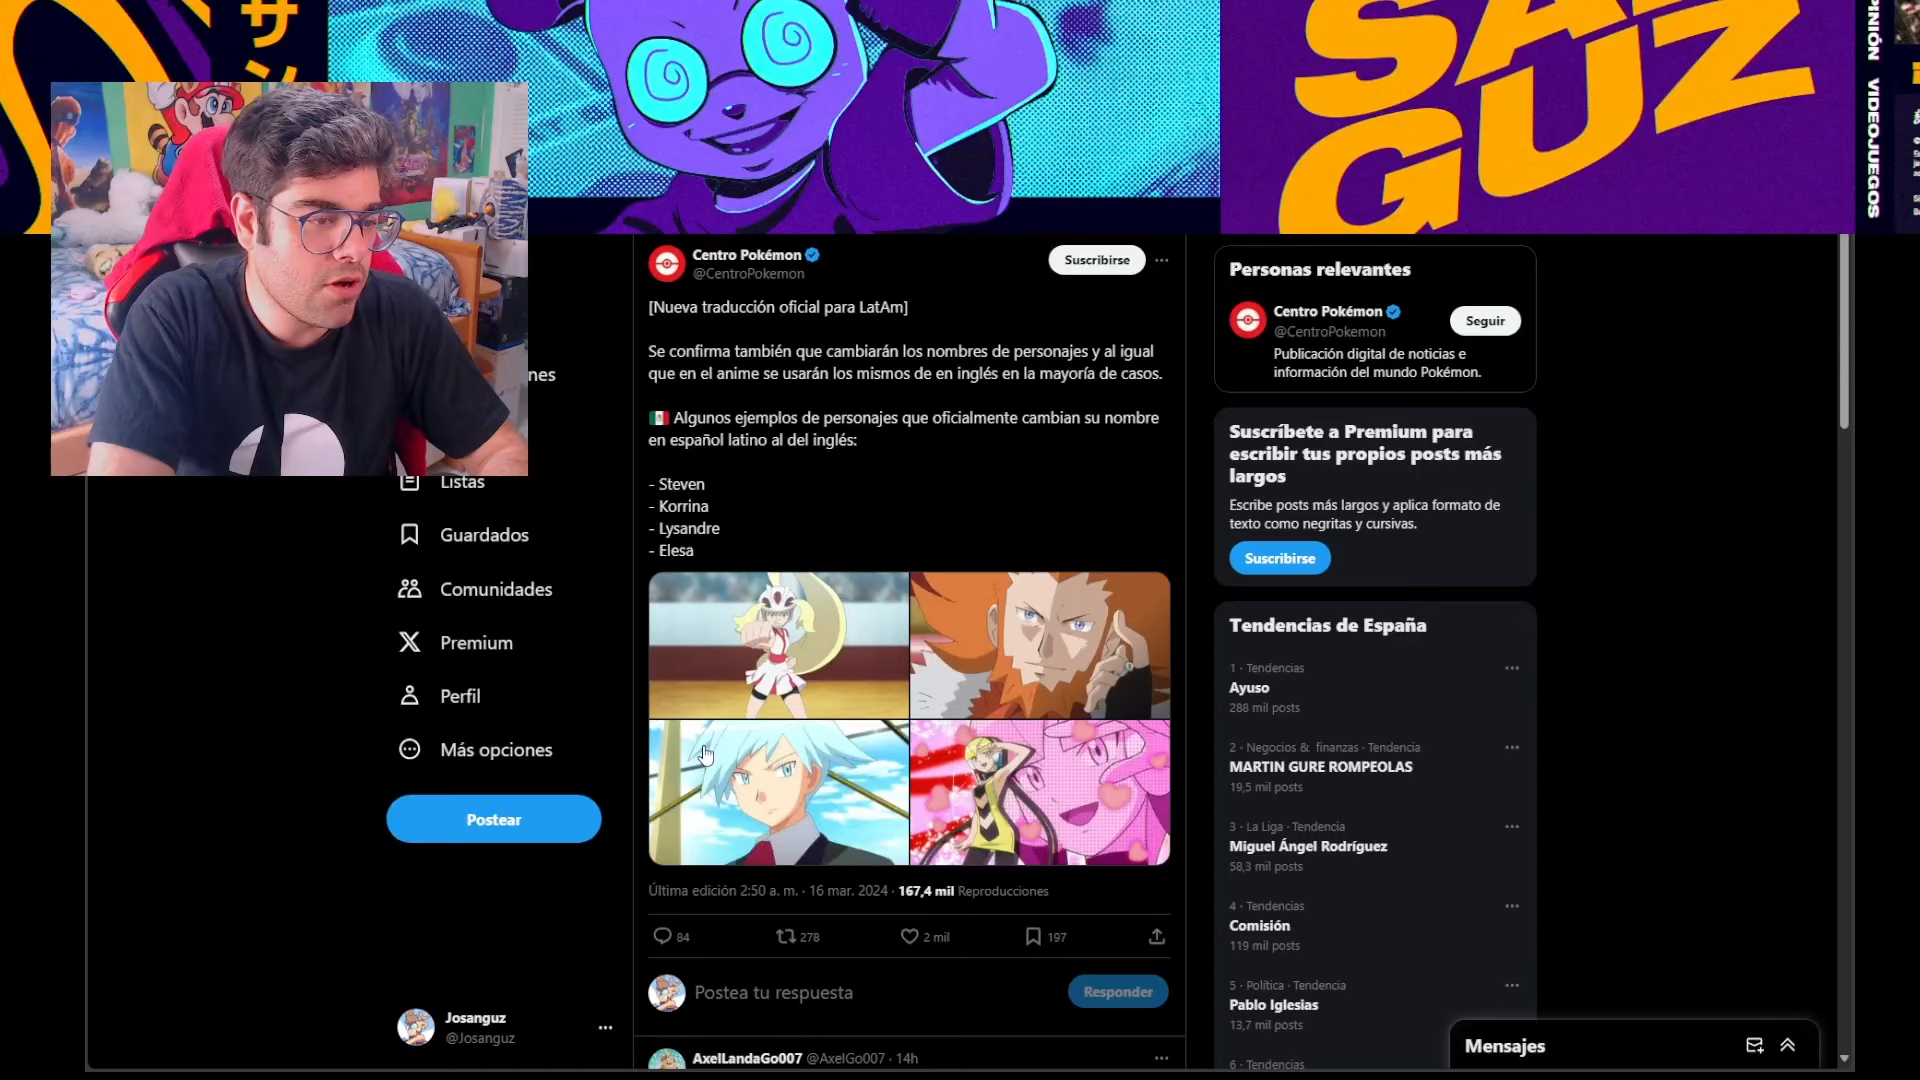 サン
SA
GUZ
PINIÓN VIDEOJUEGOS
nes
Listas
Guardados
Comunidades
Premium
Perfil
Más opciones
Postear
Josanguz
@Josanguz
Centro Pokémon
@CentroPokemon
Suscribirse
[Nueva traducción oficial para LatAm]
Se confirma también que cambiarán los nombres de personajes y al igual
que en el anime se usarán los mismos de en inglés en la mayoría de casos.
🇲🇽 Algunos ejemplos de personajes que oficialmente cambian su nombre
en español latino al del inglés:
- Steven
- Korrina
- Lysandre
- Elesa
Última edición 2:50 a. m. · 16 mar. 2024 · 167,4 mil Reproducciones
84
278
2 mil
197
Postea tu respuesta
Responder
AxelLandaGo007 @AxelGo007 · 14h
Personas relevantes
Centro Pokémon
@CentroPokemon
Seguir
Publicación digital de noticias e
información del mundo Pokémon.
Suscríbete a Premium para
escribir tus propios posts más
largos
Escribe posts más largos y aplica formato de
texto como negritas y cursivas.
Suscribirse
Tendencias de España
1 · Tendencias
Ayuso
288 mil posts
2 · Negocios & finanzas · Tendencia
MARTIN GURE ROMPEOLAS
19,5 mil posts
3 · La Liga · Tendencia
Miguel Ángel Rodríguez
58,3 mil posts
4 · Tendencias
Comisión
119 mil posts
5 · Política · Tendencia
Pablo Iglesias
13,7 mil posts
6 · Tendencias
Mensajes